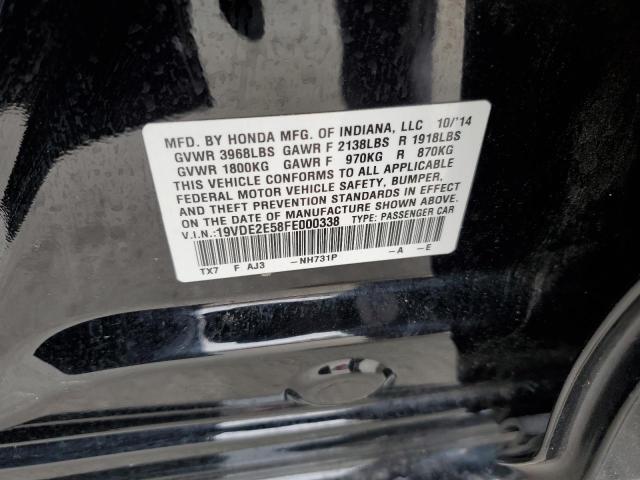 MFD. BY HONDA MFG. OF INDIANA, LLC 10/'14
GVWR 3968LBS GAWR F 2138LBS R 1918LBS
GVWR 1800KG GAWR F 970KG R 870KG
THIS VEHICLE CONFORMS TO ALL APPLICABLE
FEDERAL MOTOR VEHICLE SAFETY, BUMPER,
AND THEFT PREVENTION STANDARDS IN EFFECT
ON THE DATE OF MANUFACTURE SHOWN ABOVE.
V.I.N.:19VDE2E58FE000338 TYPE: PASSENGER CAR
TX7 F AJ3 -NH731P -A -E